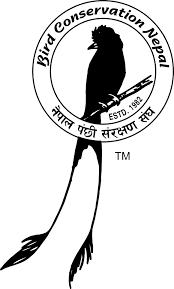 Bird Conservation Nepal
ESTD. 1982
नेपाल पंछी संरक्षण संघ
TM